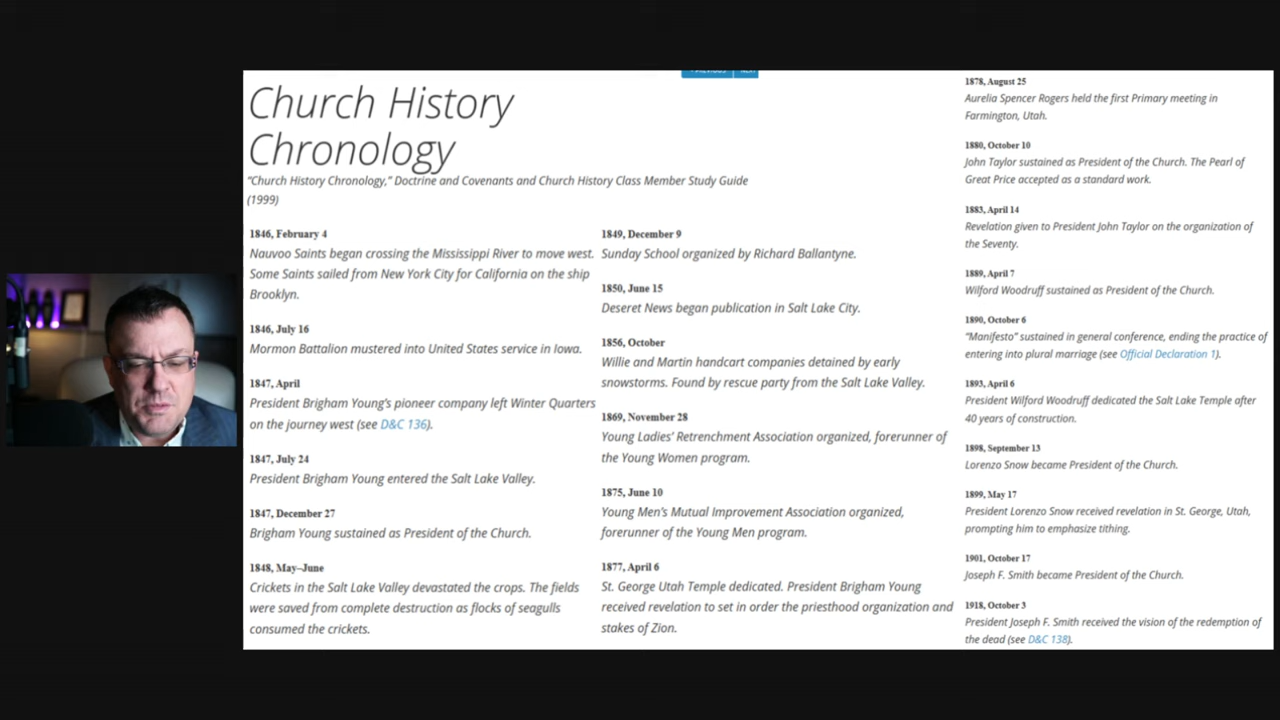 PREVIOUS NEXT
Church History
Chronology
“Church History Chronology,” Doctrine and Covenants and Church History Class Member Study Guide
(1999)
1846, February 4
Nauvoo Saints began crossing the Mississippi River to move west.
Some Saints sailed from New York City for California on the ship
Brooklyn.
1846, July 16
Mormon Battalion mustered into United States service in Iowa.
1847, April
President Brigham Young’s pioneer company left Winter Quarters
on the journey west (see D&C 136).
1847, July 24
President Brigham Young entered the Salt Lake Valley.
1847, December 27
Brigham Young sustained as President of the Church.
1848, May–June
Crickets in the Salt Lake Valley devastated the crops. The fields
were saved from complete destruction as flocks of seagulls
consumed the crickets.
1849, December 9
Sunday School organized by Richard Ballantyne.
1850, June 15
Deseret News began publication in Salt Lake City.
1856, October
Willie and Martin handcart companies detained by early
snowstorms. Found by rescue party from the Salt Lake Valley.
1869, November 28
Young Ladies’ Retrenchment Association organized, forerunner of
the Young Women program.
1875, June 10
Young Men’s Mutual Improvement Association organized,
forerunner of the Young Men program.
1877, April 6
St. George Utah Temple dedicated. President Brigham Young
received revelation to set in order the priesthood organization and
stakes of Zion.
1878, August 25
Aurelia Spencer Rogers held the first Primary meeting in
Farmington, Utah.
1880, October 10
John Taylor sustained as President of the Church. The Pearl of
Great Price accepted as a standard work.
1883, April 14
Revelation given to President John Taylor on the organization of
the Seventy.
1889, April 7
Wilford Woodruff sustained as President of the Church.
1890, October 6
“Manifesto” sustained in general conference, ending the practice of
entering into plural marriage (see Official Declaration 1).
1893, April 6
President Wilford Woodruff dedicated the Salt Lake Temple after
40 years of construction.
1898, September 13
Lorenzo Snow became President of the Church.
1899, May 17
President Lorenzo Snow received revelation in St. George, Utah,
prompting him to emphasize tithing.
1901, October 17
Joseph F. Smith became President of the Church.
1918, October 3
President Joseph F. Smith received the vision of the redemption of
the dead (see D&C 138).